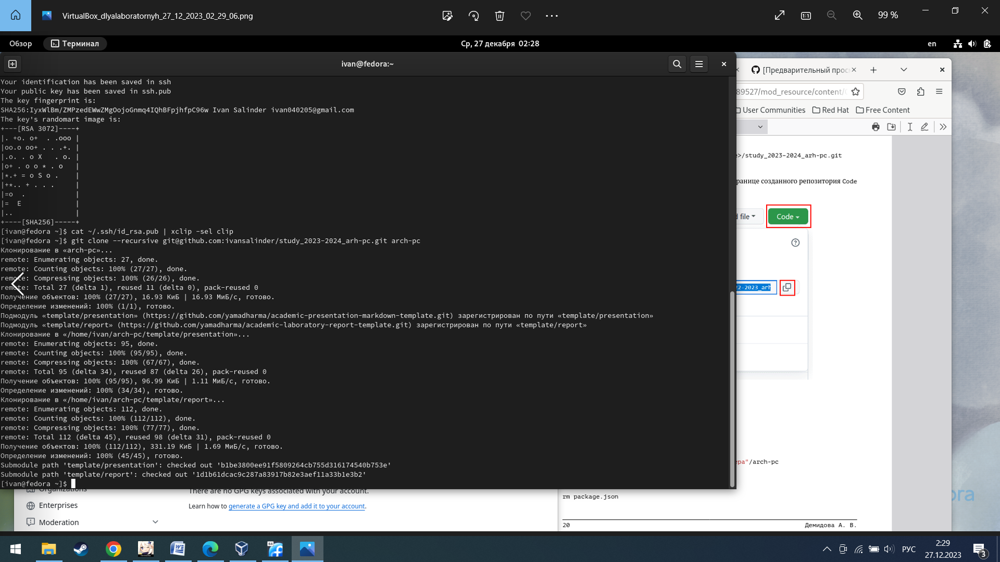 VirtualBox_dlyalaboratornyh_27_12_2023_02_29_06.png
99 %
Обзор
Терминал
Ср, 27 декабря 02:28
en
ivan@fedora:~
Your identification has been saved in ssh
Your public key has been saved in ssh.pub
The key fingerprint is:
SHA256:IyxWlBm/ZMPzedEWwZMgOojoGnmq4IQhBFpjhfpC96w Ivan Salinder ivan040205@gmail.com
The key's randomart image is:
+---[RSA 3072]----+
|. +o. o+  . .ooo |
|oo.o oo+ . . .+. |
|.o. . o X   . o. |
|o+ . o o * . o   |
|*.+ = o S o .    |
|+*.. + . . .     |
|=o  .            |
|=  E             |
|..               |
+----[SHA256]-----+
[ivan@fedora ~]$ cat ~/.ssh/id_rsa.pub | xclip -sel clip
[ivan@fedora ~]$ git clone --recursive git@github.com:ivansalinder/study_2023-2024_arh-pc.git arch-pc
Клонирование в «arch-pc»...
remote: Enumerating objects: 27, done.
remote: Counting objects: 100% (27/27), done.
remote: Compressing objects: 100% (26/26), done.
remote: Total 27 (delta 1), reused 11 (delta 0), pack-reused 0
Получение объектов: 100% (27/27), 16.93 КиБ | 16.93 МиБ/с, готово.
Определение изменений: 100% (1/1), готово.
Подмодуль «template/presentation» (https://github.com/yamadharma/academic-presentation-markdown-template.git) зарегистрирован по пути «template/presentation»
Подмодуль «template/report» (https://github.com/yamadharma/academic-laboratory-report-template.git) зарегистрирован по пути «template/report»
Клонирование в «/home/ivan/arch-pc/template/presentation»...
remote: Enumerating objects: 95, done.
remote: Counting objects: 100% (95/95), done.
remote: Compressing objects: 100% (67/67), done.
remote: Total 95 (delta 34), reused 87 (delta 26), pack-reused 0
Получение объектов: 100% (95/95), 96.99 КиБ | 1.11 МиБ/с, готово.
Определение изменений: 100% (34/34), готово.
Клонирование в «/home/ivan/arch-pc/template/report»...
remote: Enumerating objects: 112, done.
remote: Counting objects: 100% (112/112), done.
remote: Compressing objects: 100% (77/77), done.
remote: Total 112 (delta 45), reused 98 (delta 31), pack-reused 0
Получение объектов: 100% (112/112), 331.19 КиБ | 1.69 МиБ/с, готово.
Определение изменений: 100% (45/45), готово.
Submodule path 'template/presentation': checked out 'b1be3800ee91f5809264cb755d316174540b753e'
Submodule path 'template/report': checked out '1d1b61dcac9c287a83917b82e3aef11a33b1e3b2'
[ivan@fedora ~]$
[Предварительный прос
89527/mod_resource/content/
User Communities
Red Hat
Free Content
>/study_2023-2024_arh-pc.git
ранице созданного репозитория Code
d file
Code
22-2023_arh
ера"/arch-pc
rm package.json
20
Демидова А. В.
ora
Organizations
Enterprises
Moderation
There are no GPG keys associated with your account.
Learn how to generate a GPG key and add it to your account.
64
РУС
2:29
27.12.2023
3